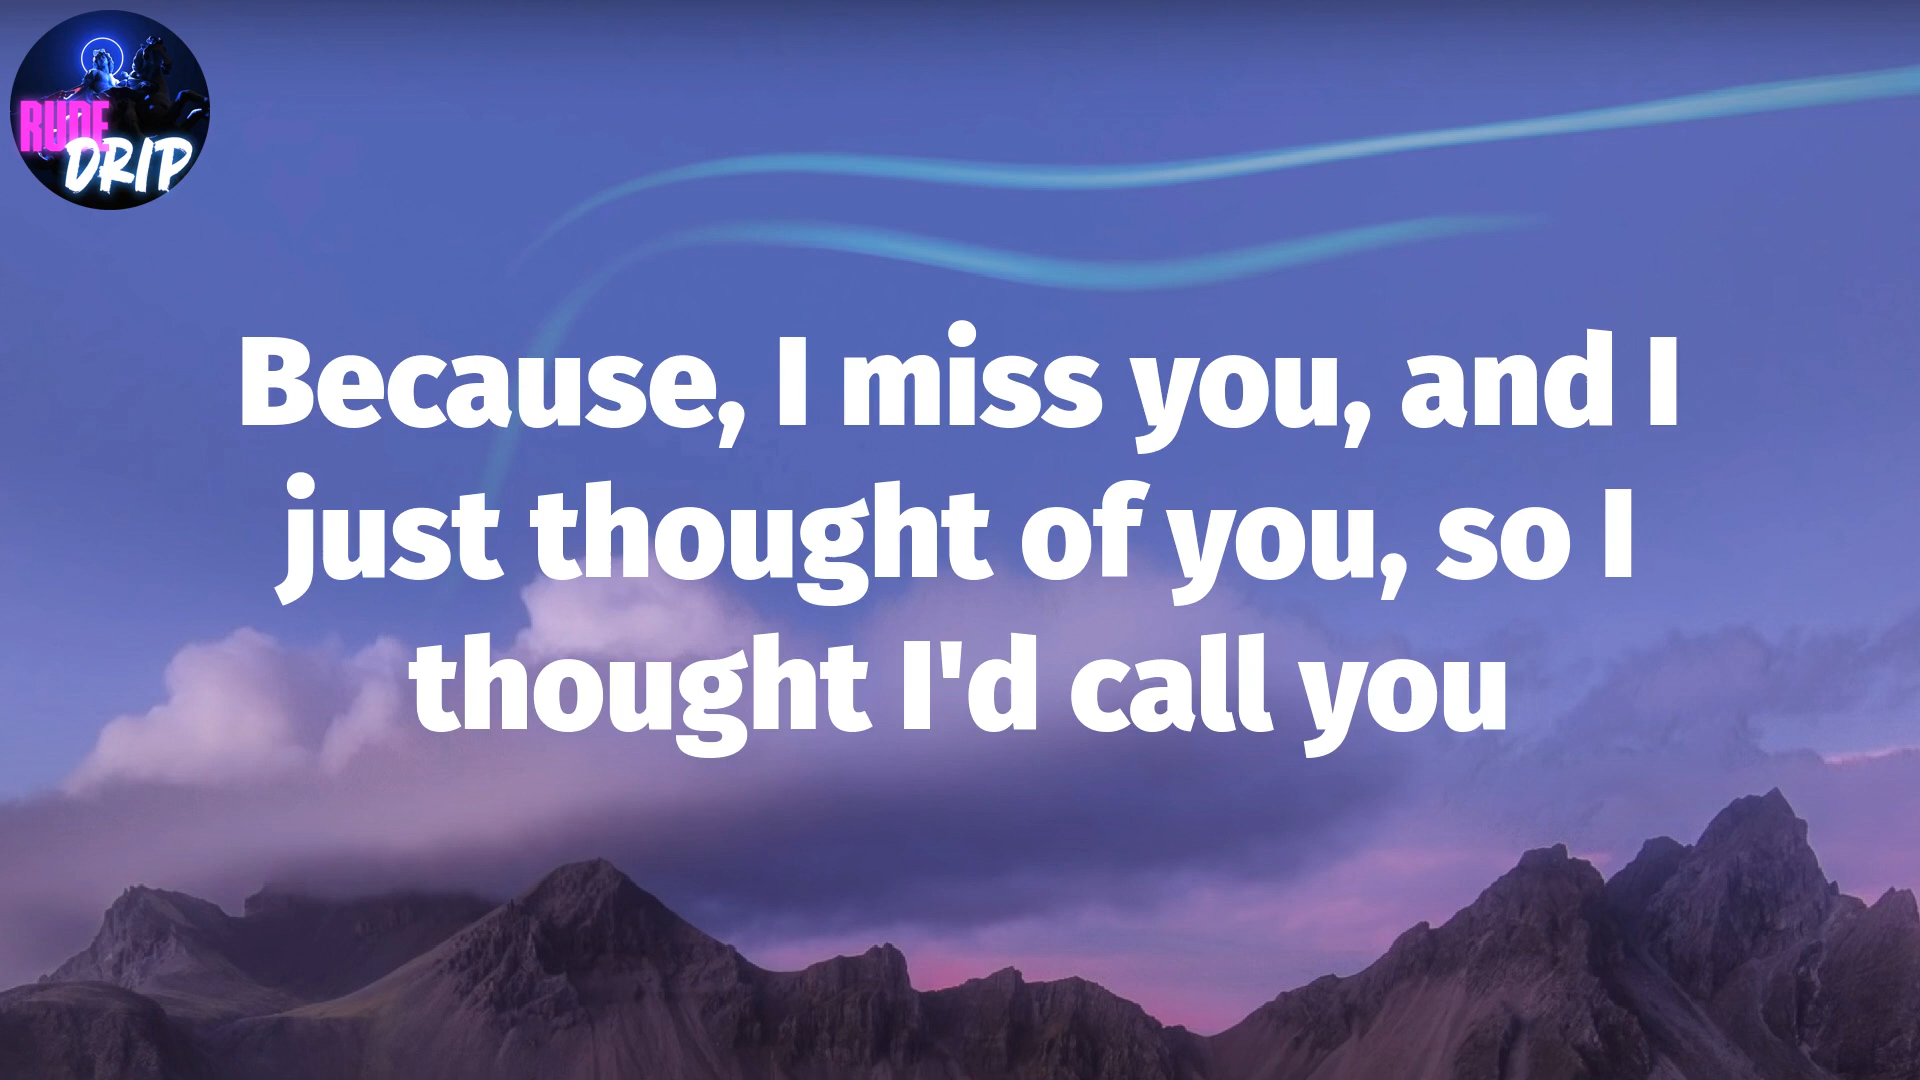 RUDE
DRIP
Because, I miss you, and I
just thought of you, so I
thought I'd call you